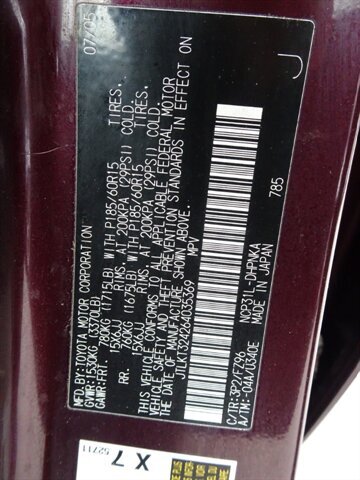 MFD.BY:TOYOTA MOTOR CORPORATION 07/05
GVWR:1530KG (3370LB)
GAWR:FRT. 780KG (1715LB) WITH P185/60R15 TIRES.
15X6JJ RIMS. AT 200KPA (29PSI) COLD
RR. 760KG (1675LB) WITH P185/60R15 TIRES.
15X6JJ RIMS. AT 200KPA (29PSI) COLD
THIS VEHICLE CONFORMS TO ALL APPLICABLE FEDERAL MOTOR
VEHICLE SAFETY AND THEFT PREVENTION STANDARDS IN EFFECT ON
THE DATE OF MANUFACTURE SHOWN ABOVE.
MPV
C/TR:3P2/FZ26 NCP31L-DHPNKA
A/TM:-04A/U340E MADE IN JAPAN
785
J
X 7
52711